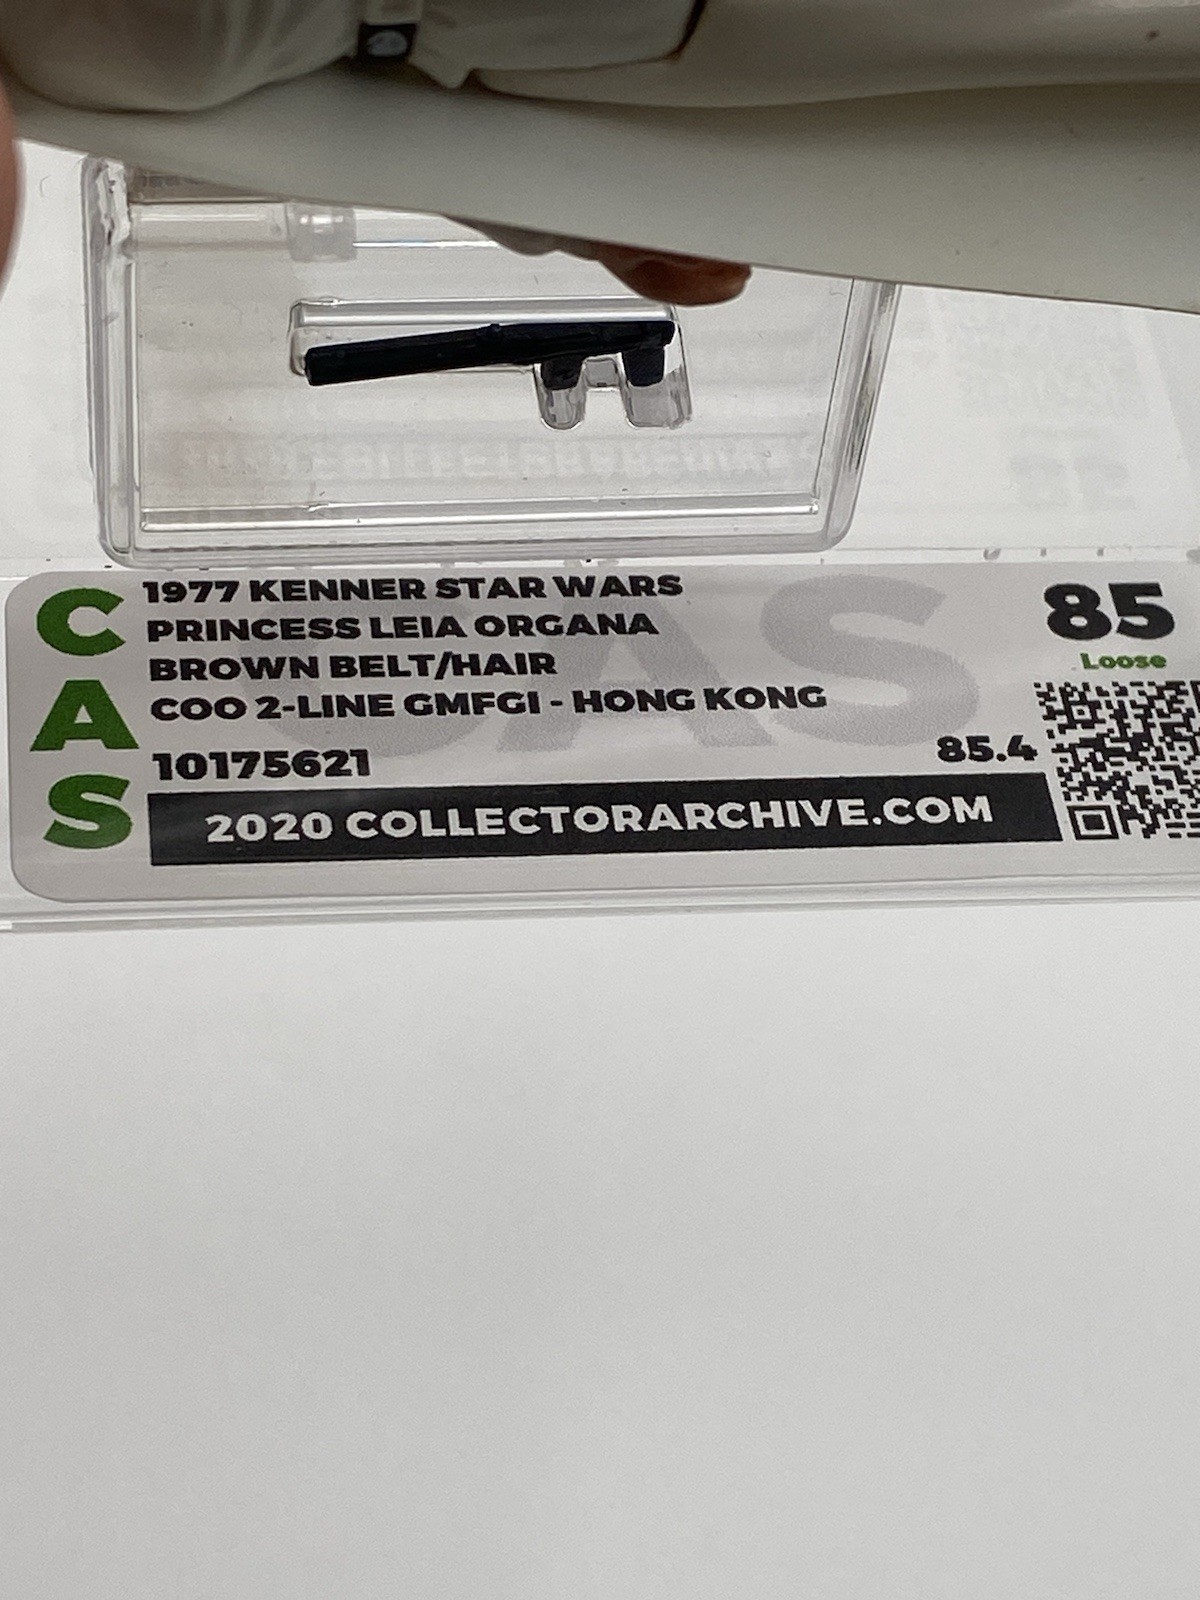 CAS
1977 KENNER STAR WARS
PRINCESS LEIA ORGANA
BROWN BELT/HAIR
COO 2-LINE GMFGI - HONG KONG
10175621
2020 COLLECTORARCHIVE.COM
85
Loose
85.4
CAS